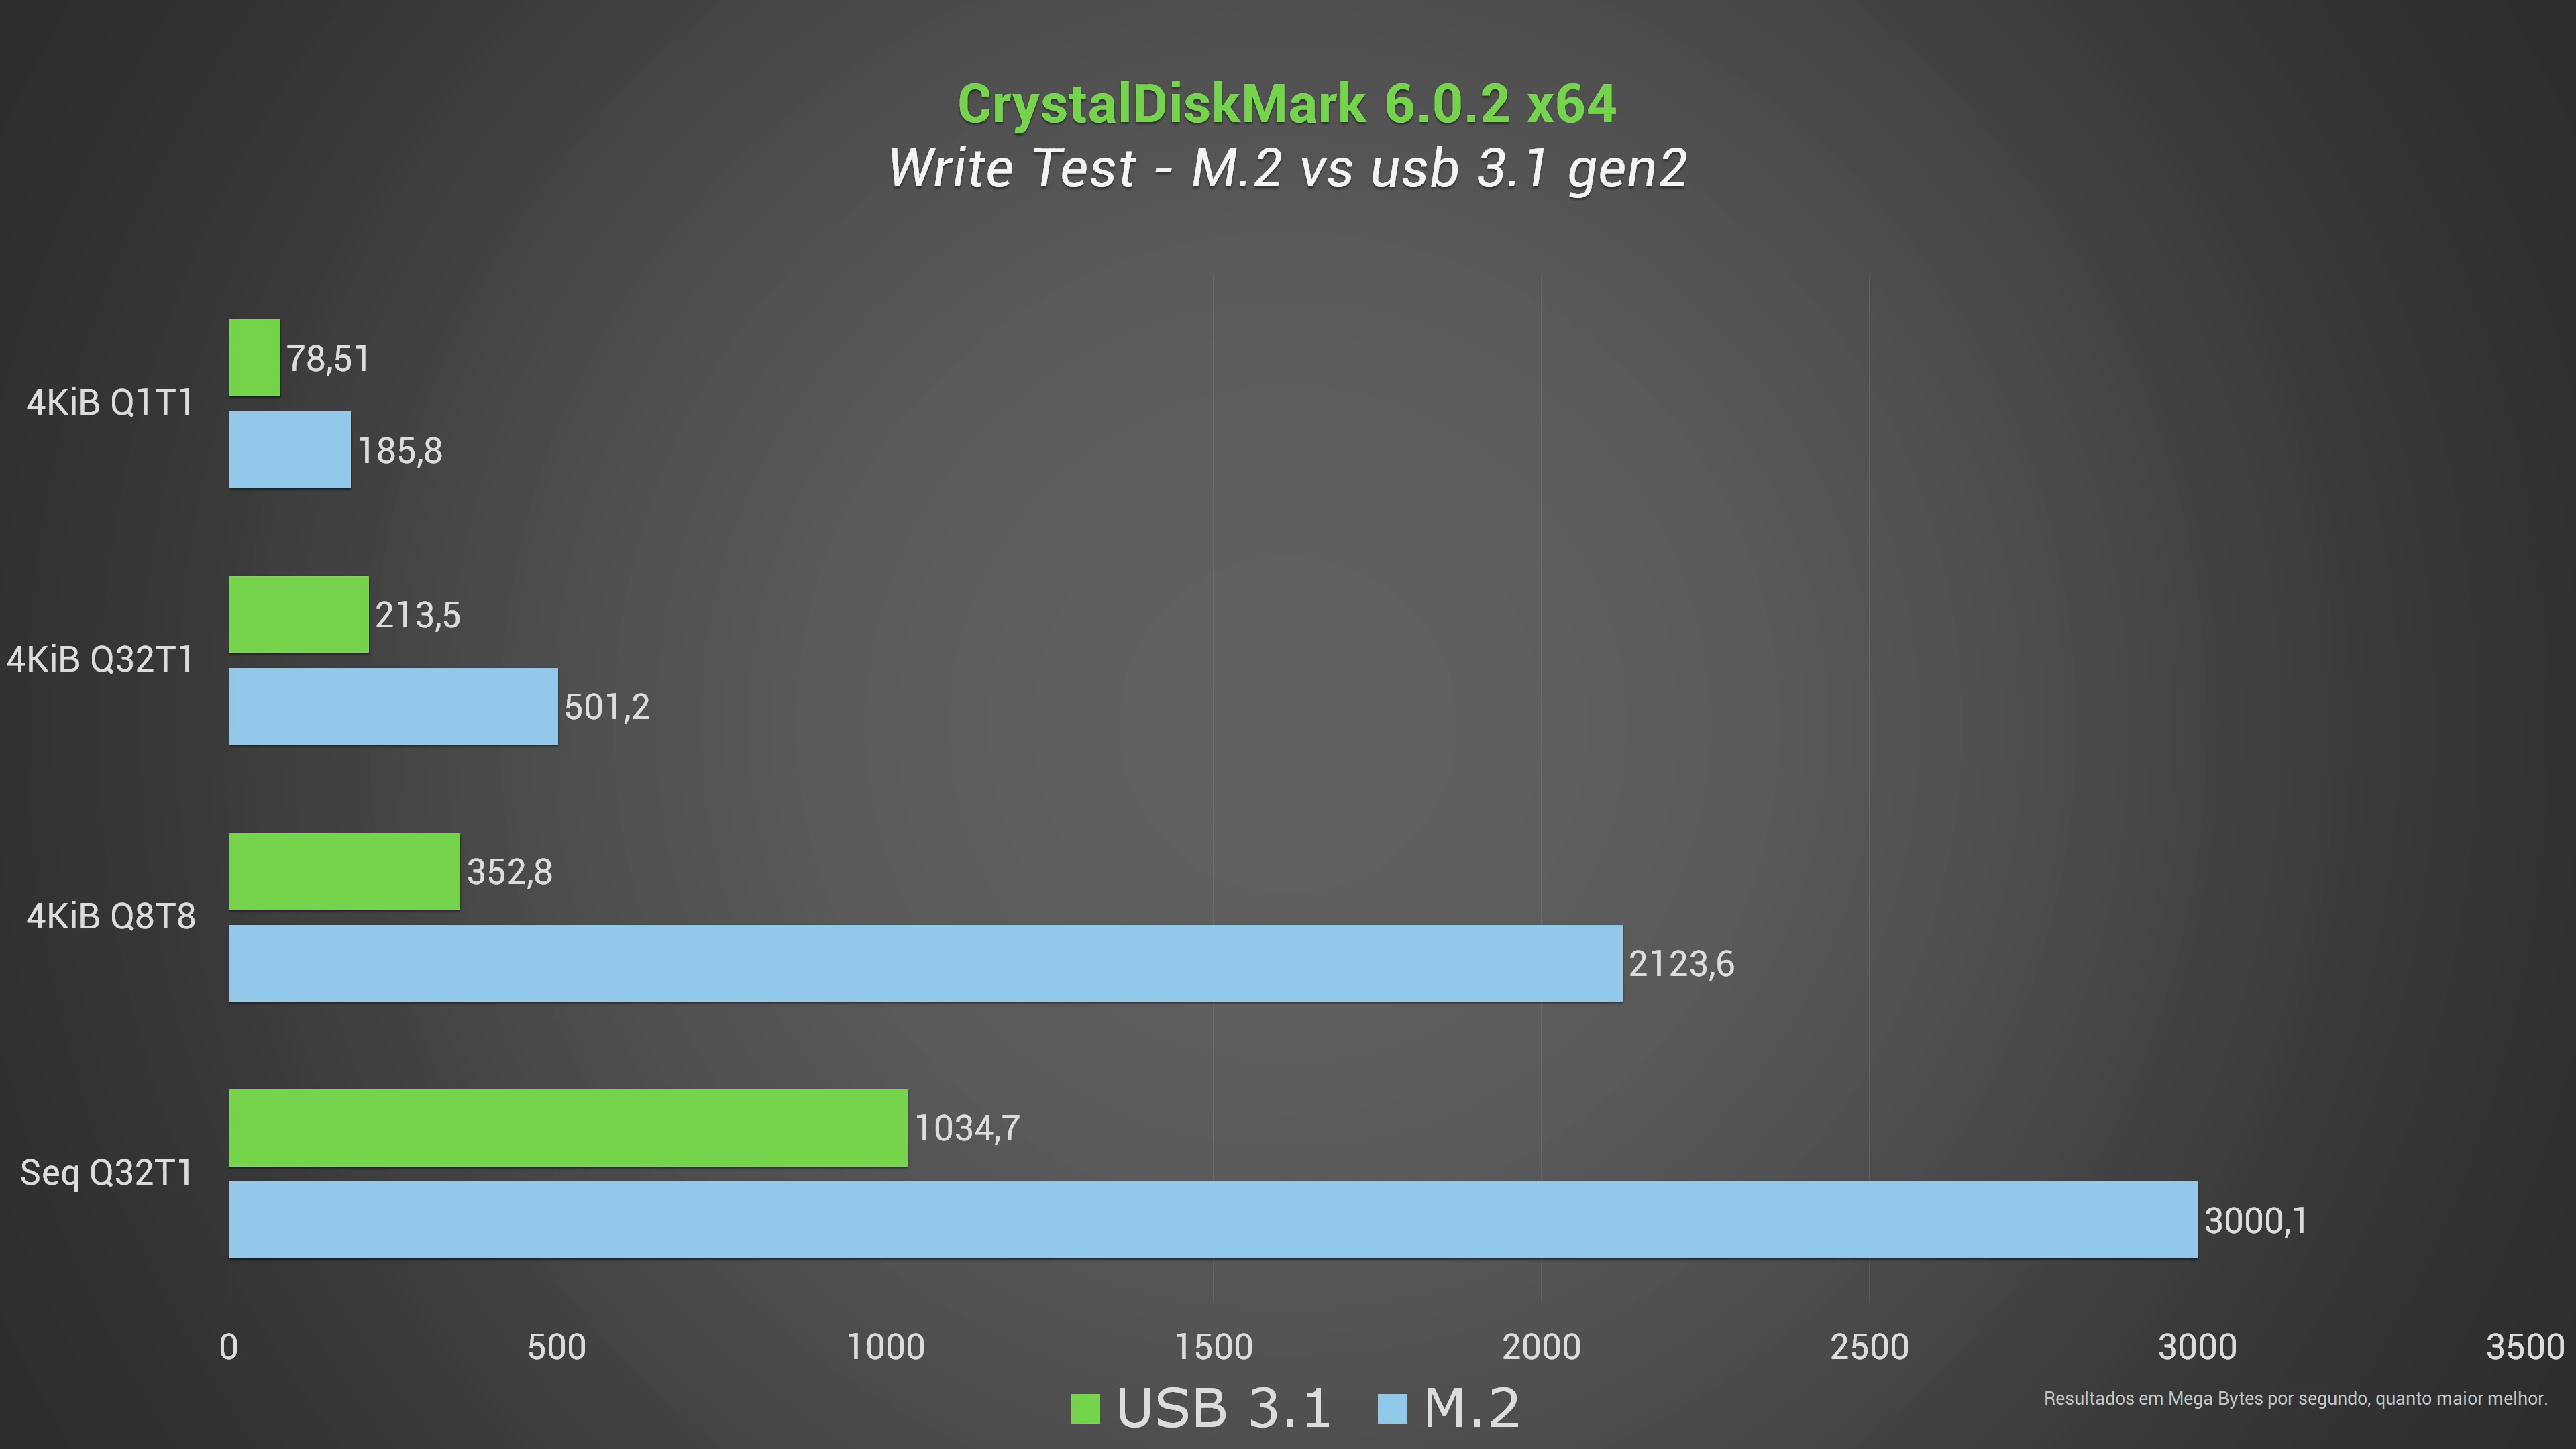 CrystalDiskMark 6.0.2 x64
Write Test - M.2 vs usb 3.1 gen2
4KiB Q1T1
78,51
185,8
4KiB Q32T1
213,5
501,2
4KiB Q8T8
352,8
2123,6
Seq Q32T1
1034,7
3000,1
0 500 1000 1500 2000 2500 3000 3500
USB 3.1 M.2
Resultados em Mega Bytes por segundo, quanto maior melhor.